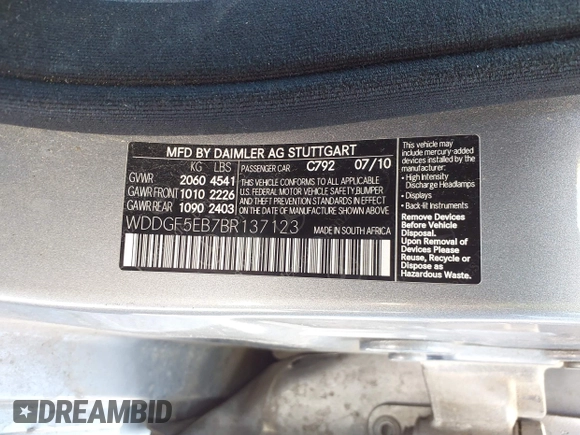 MFD BY DAIMLER AG STUTTGART
KG LBS PASSENGER CAR C792 07/10
GVWR 2060 4541
GAWR FRONT 1010 2226
GAWR REAR 1090 2403
THIS VEHICLE CONFORMS TO ALL APPLICABLE
U.S. FEDERAL MOTOR VEHICLE SAFETY,BUMPER
AND THEFT PREVENTION STANDARDS IN EFFECT
ON THE DATE OF MANUFACTURE SHOWN ABOVE.
WDDGF5EB7BR137123 MADE IN SOUTH AFRICA
This vehicle may
include mercury-added
devices installed by the
manufacturer:
• High Intensity
Discharge Headlamps
• Displays
• Back-lit instruments
Remove Devices
Before Vehicle
Disposal.
Upon Removal of
Devices Please
Reuse, Recycle or
Dispose as
Hazardous Waste.
DREAMBID